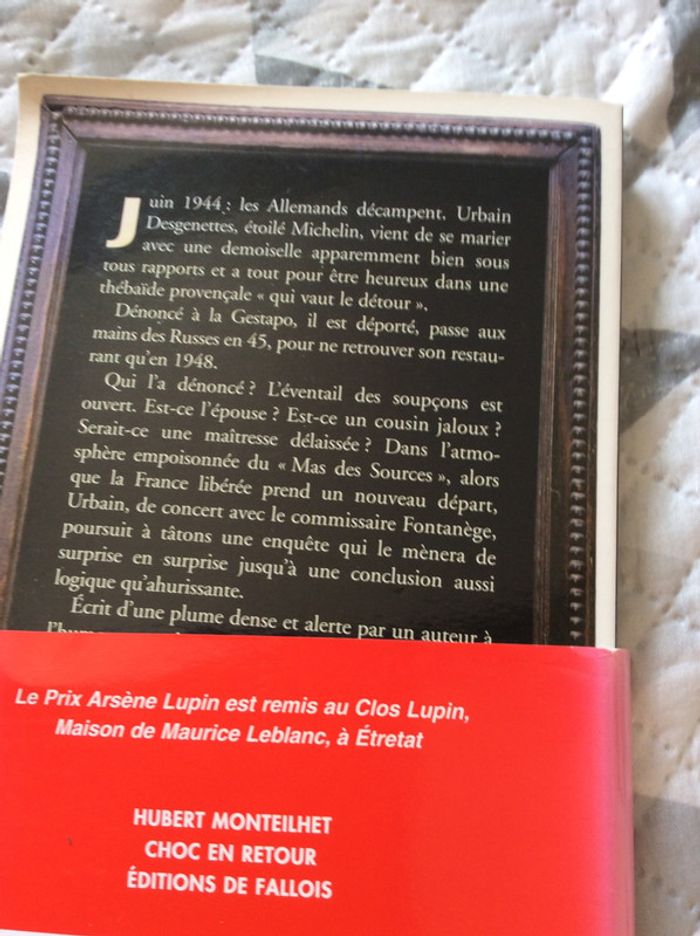 Juin 1944 : les Allemands décampent. Urbain
Desgenettes, étoilé Michelin, vient de se marier
avec une demoiselle apparemment bien sous
tous rapports et a tout pour être heureux dans une
thébaïde provençale « qui vaut le détour ».
Dénoncé à la Gestapo, il est déporté, passe aux
mains des Russes en 45, pour ne retrouver son restau-
rant qu'en 1948.
Qui l'a dénoncé ? L'éventail des soupçons est
ouvert. Est-ce l'épouse ? Est-ce un cousin jaloux ?
Serait-ce une maîtresse délaissée ? Dans l'atmo-
sphère empoisonnée du « Mas des Sources », alors
que la France libérée prend un nouveau départ,
Urbain, de concert avec le commissaire Fontanège,
poursuit à tâtons une enquête qui le mènera de
surprise en surprise jusqu'à une conclusion aussi
logique qu'ahurissante.
Écrit d'une plume dense et alerte par un auteur à
Le Prix Arsène Lupin est remis au Clos Lupin,
Maison de Maurice Leblanc, à Étretat
HUBERT MONTEILHET
CHOC EN RETOUR
ÉDITIONS DE FALLOIS